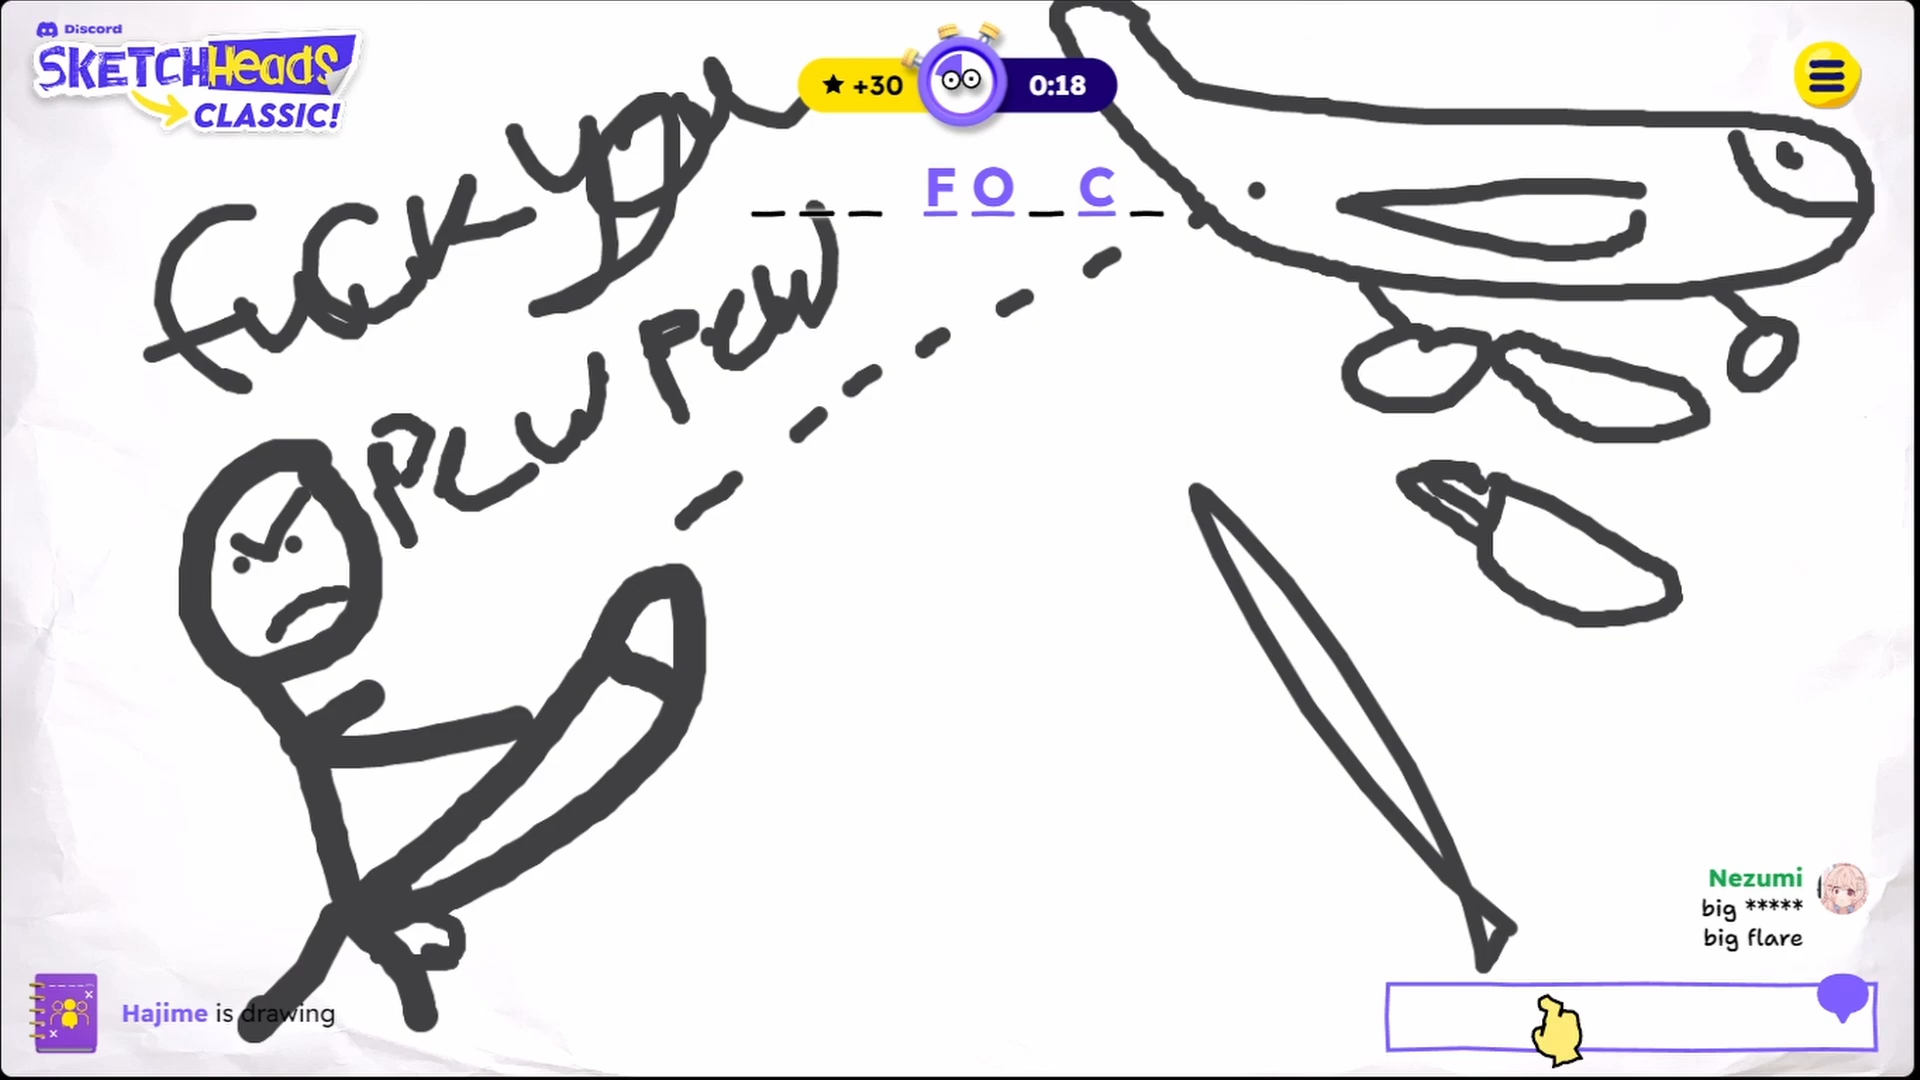 Discord
SKETCHHeads
CLASSIC!
+30
0:18
_ _ _ F O _ C _
fuck you
pew pew
Nezumi
big *****
big flare
Hajime is drawing